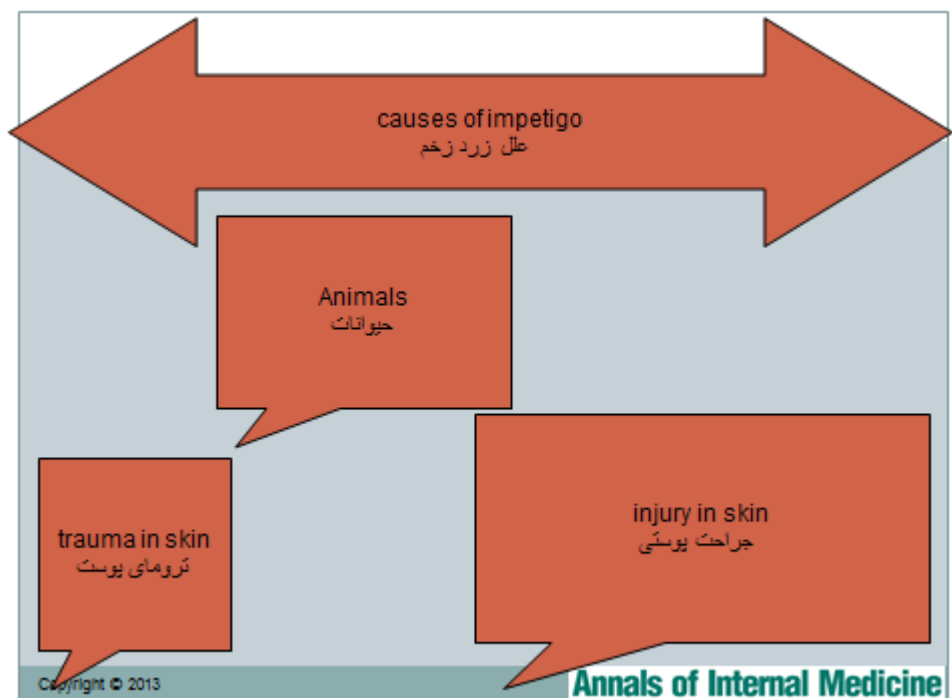 causes of impetigo
علل زرد زخم
Animals
حیوانات
trauma in skin
ترومای پوست
injury in skin
جراحت پوستی
Copyright © 2013
Annals of Internal Medicine